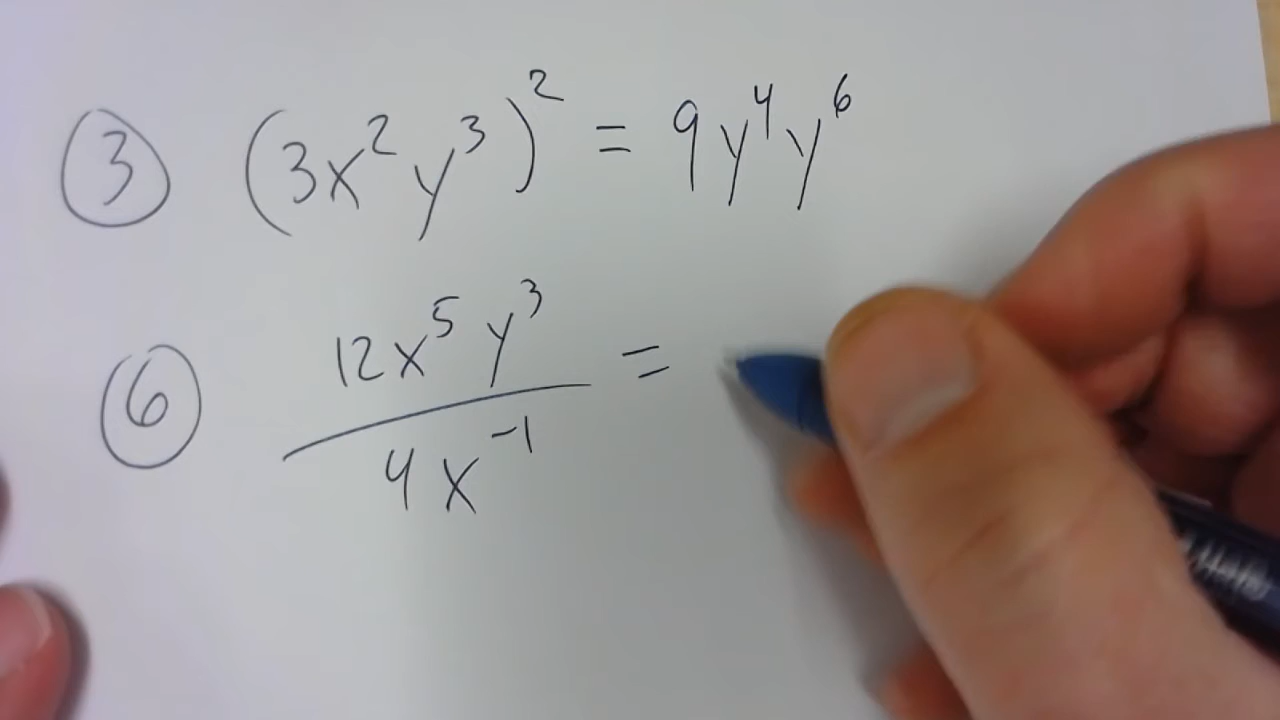 ③ (3x²y³)² = 9y⁴y⁶
⑥ 12x⁵y³ =
4x⁻¹